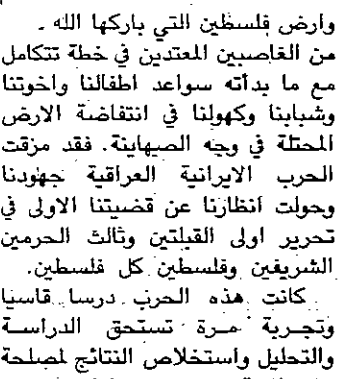 وارض فلسطين التي باركها الله .
من الغاصبين المعتدين في خطة تتكامل
مع ما بدأته سواعد اطفالنا واخوتنا
وشبابنا وكهولنا في انتفاضة الارض
المحتلة في وجه الصهاينة. فقد مزقت
الحرب الايرانية العراقية جهودنا
وحولت انظارنا عن قضيتنا الاولى في
تحرير اولى القبلتين وثالث الحرمين
الشريفين وفلسطين كل فلسطين.
كانت هذه الحرب درسا قاسيا
وتجربة مرة تستحق الدراسة
والتحليل واستخلاص النتائج لمصلحة